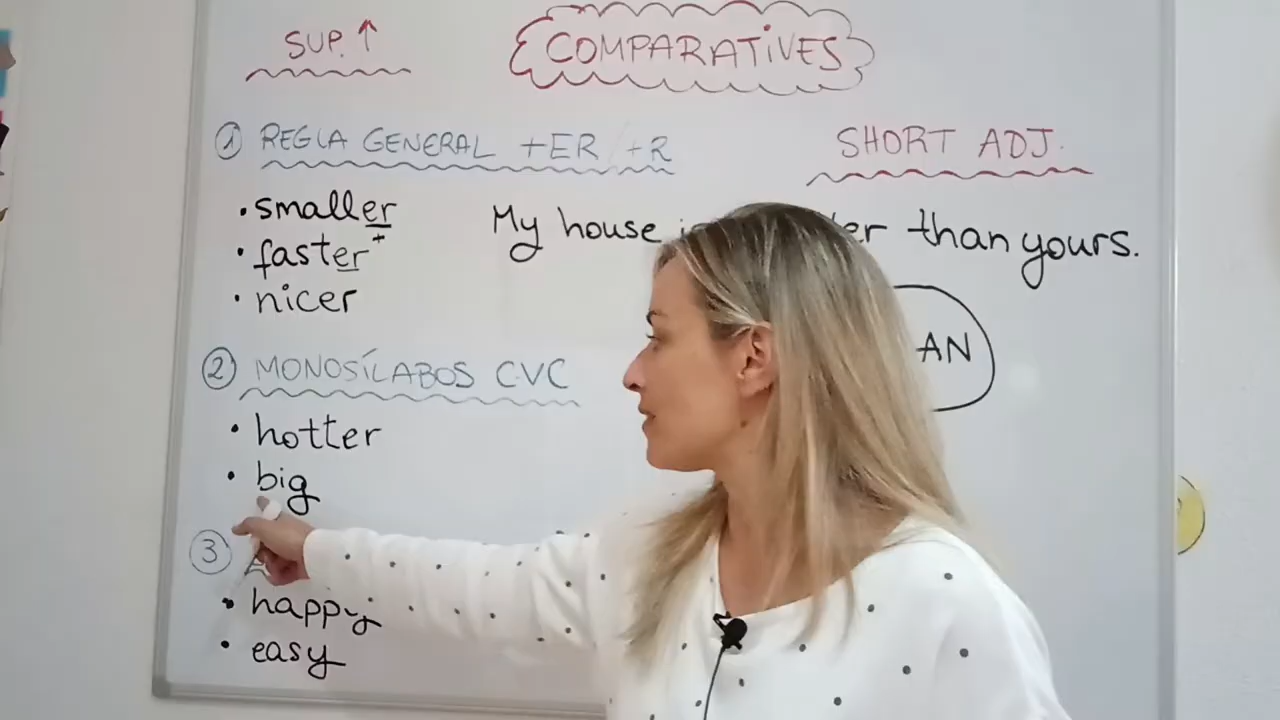 SUP. ↑
COMPARATIVES
① REGLA GENERAL +ER / +R
SHORT ADJ.
• smaller
My house er than yours.
• faster +
• nicer
AN
② MONOSÍLABOS CVC
• hotter
• big
③
• happy
• easy